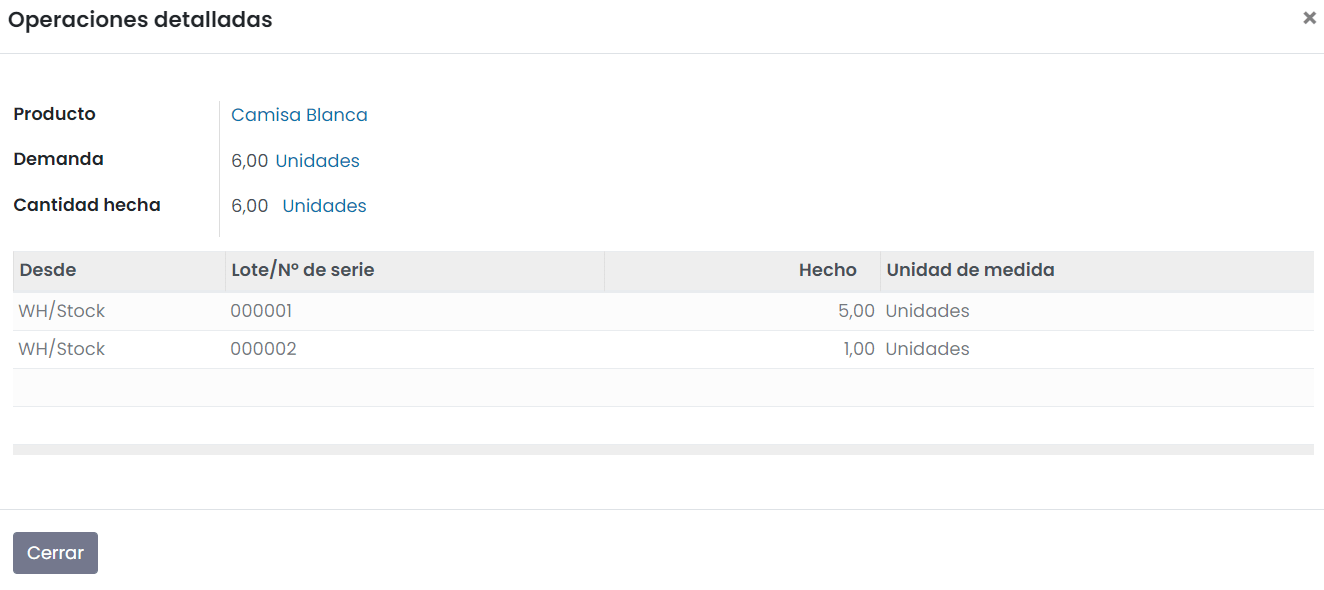 Operaciones detalladas ×
Producto Camisa Blanca
Demanda 6,00 Unidades
Cantidad hecha 6,00 Unidades
Desde Lote/Nº de serie Hecho Unidad de medida
WH/Stock 000001 5,00 Unidades
WH/Stock 000002 1,00 Unidades
Cerrar